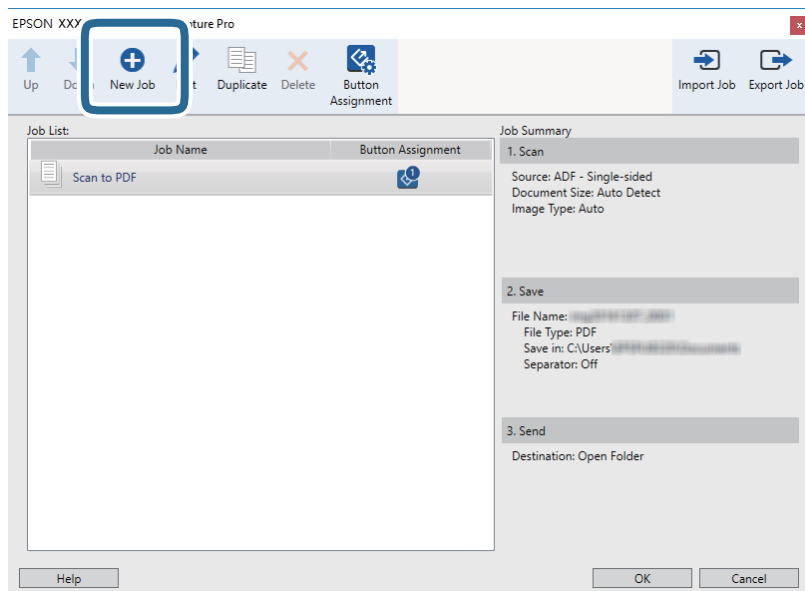 EPSON XXX ture Pro
Up
New Job
Duplicate
Delete
Button
Assignment
Import Job
Export Job
Job List:
Job Name
Button Assignment
Scan to PDF
1
Job Summary
1. Scan
Source: ADF - Single-sided
Document Size: Auto Detect
Image Type: Auto
2. Save
File Name:
File Type: PDF
Save in: C:\Users\
Separator: Off
3. Send
Destination: Open Folder
Help
OK
Cancel